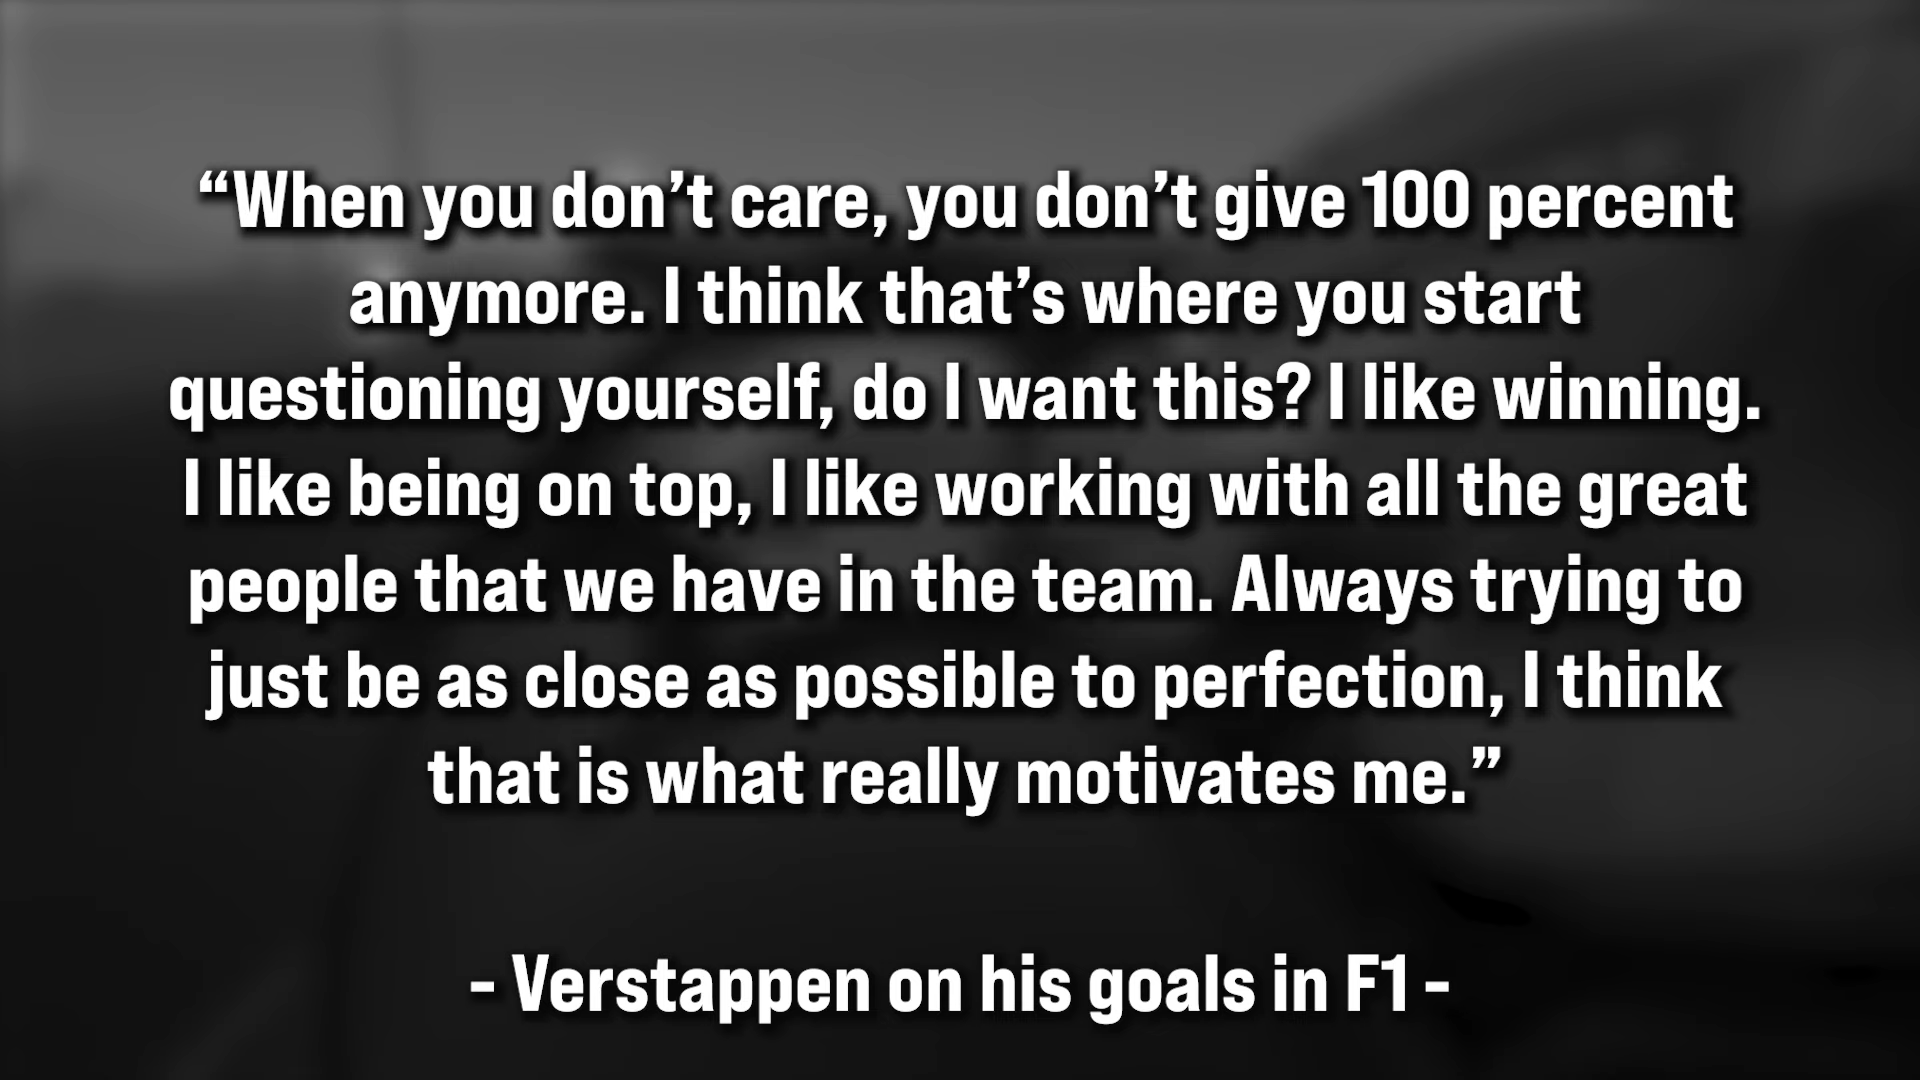 “When you don’t care, you don’t give 100 percent
anymore. I think that’s where you start
questioning yourself, do I want this? I like winning.
I like being on top, I like working with all the great
people that we have in the team. Always trying to
just be as close as possible to perfection, I think
that is what really motivates me.”
- Verstappen on his goals in F1 -